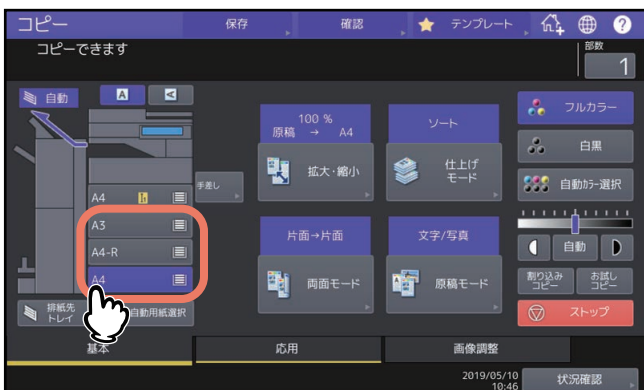 コピー
保存
確認
テンプレート
?
コピーできます
部数
1
自動
A
A
100 %
原稿 → A4
拡大・縮小
ソート
仕上げ
モード
フルカラー
白黒
自動カラー選択
A4
手差し
A3
A4-R
A4
片面→片面
両面モード
文字/写真
原稿モード
自動
割り込み
コピー
お試し
コピー
排紙先
トレイ
自動用紙選択
ストップ
基本
応用
画像調整
2019/05/10
10:46
状況確認